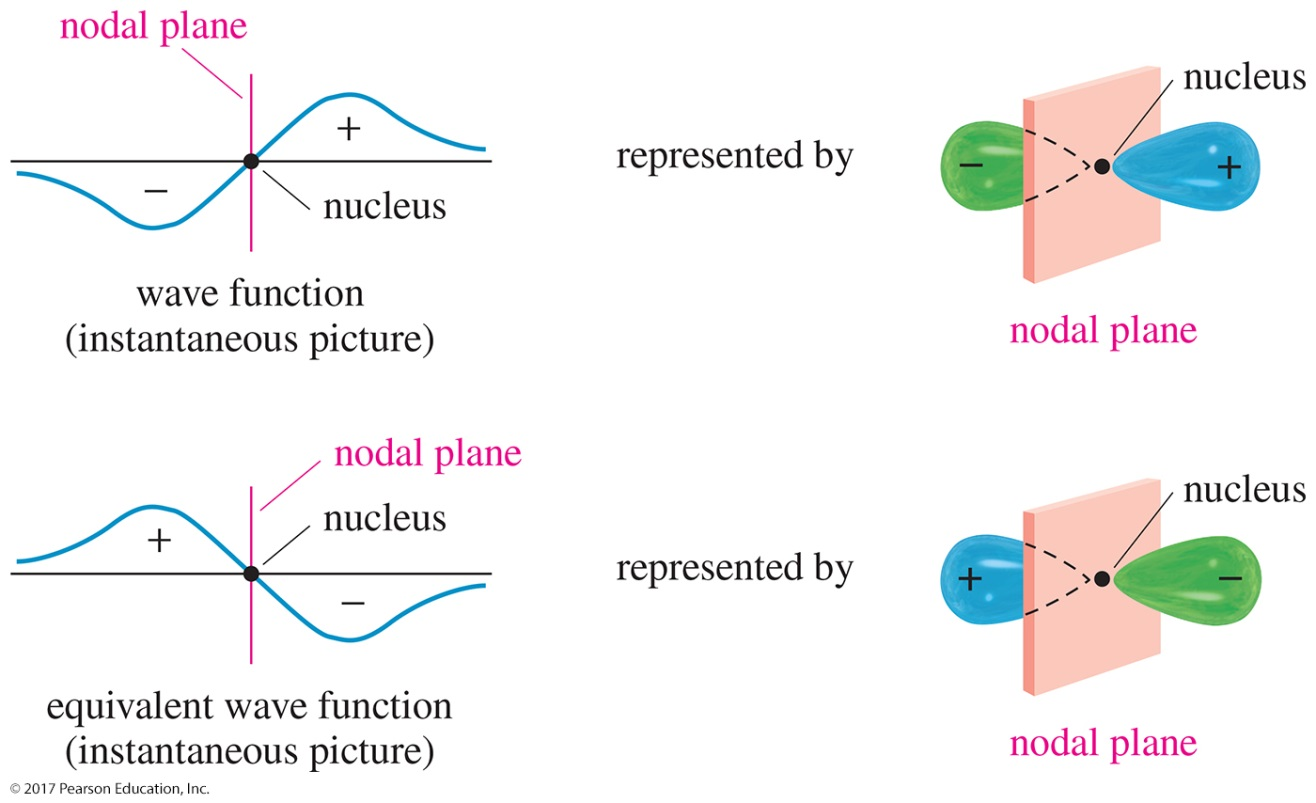 nodal plane
+
−
nucleus
wave function
(instantaneous picture)
represented by
nucleus
−
+
nodal plane
nodal plane
nucleus
+
−
equivalent wave function
(instantaneous picture)
represented by
nucleus
+
−
nodal plane
© 2017 Pearson Education, Inc.